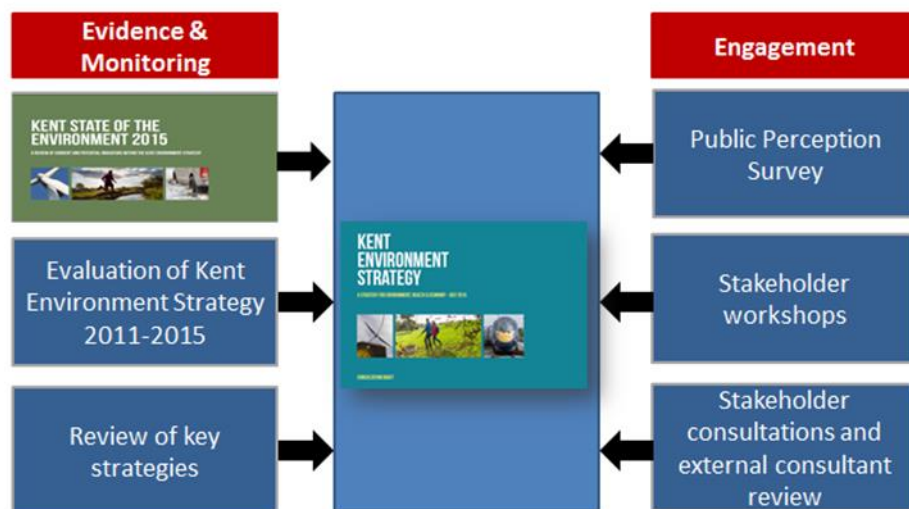 Evidence &
Monitoring
KENT STATE OF THE
ENVIRONMENT 2015
Evaluation of Kent
Environment Strategy
2011-2015
Review of key
strategies
KENT
ENVIRONMENT
STRATEGY
Engagement
Public Perception
Survey
Stakeholder
workshops
Stakeholder
consultations and
external consultant
review